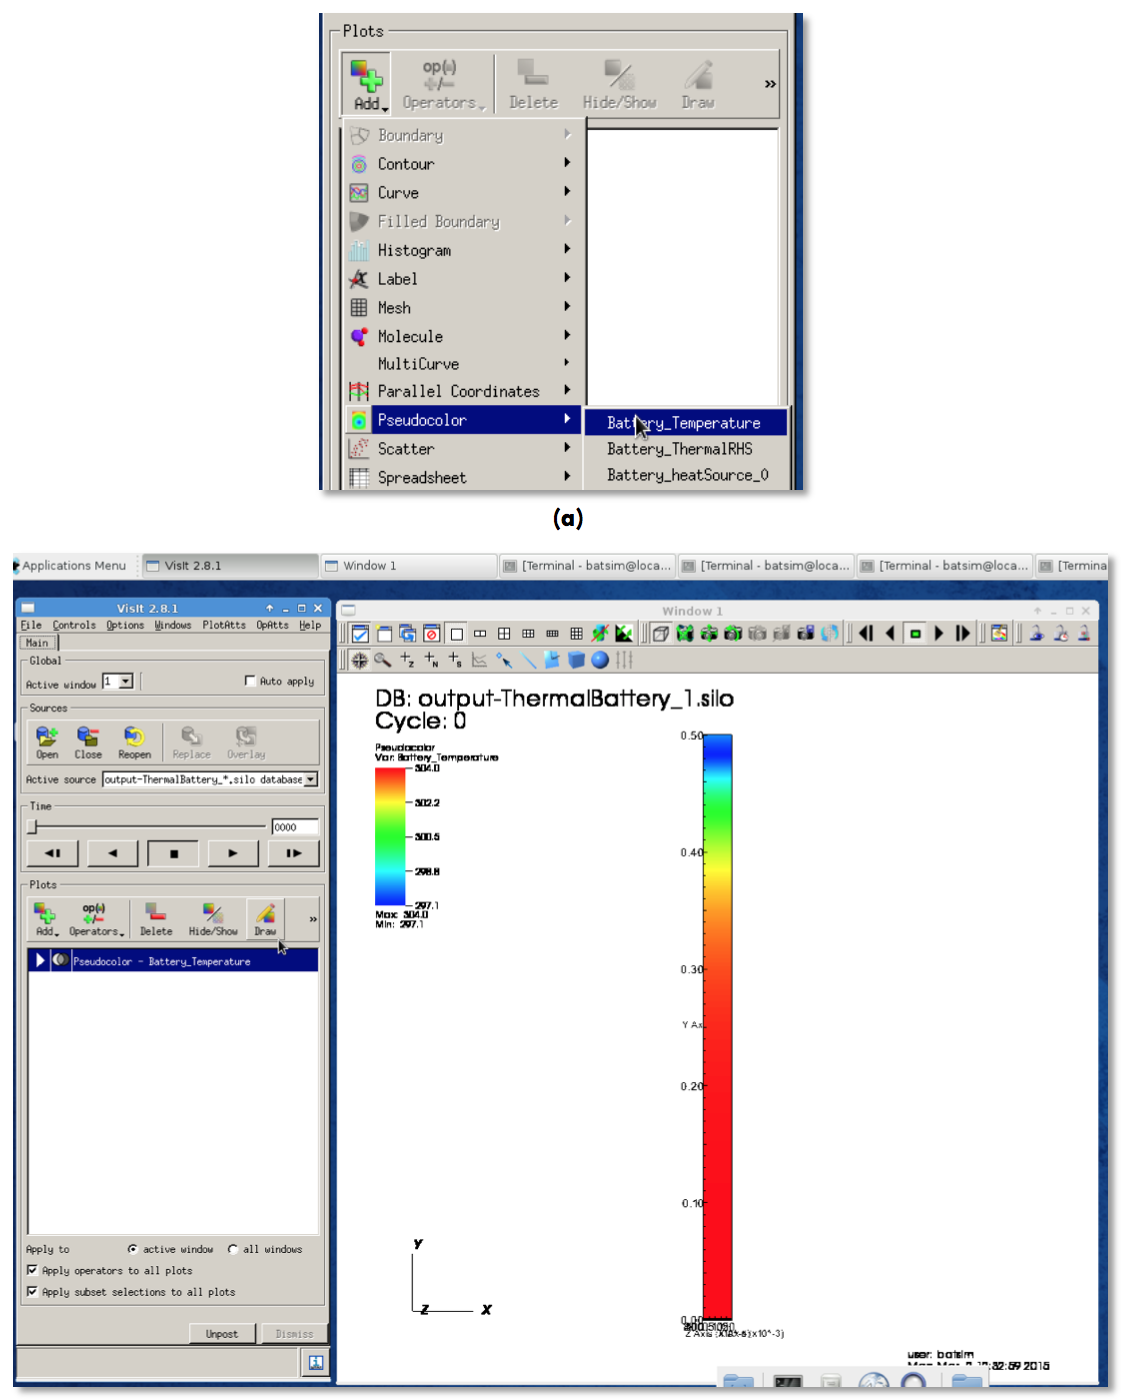 Plots
Add Operators Delete Hide/Show Draw »
op(=)
+/-
Boundary
Contour
Curve
Filled Boundary
Histogram
Label
Mesh
Molecule
MultiCurve
Parallel Coordinates
Pseudocolor
Scatter
Spreadsheet
Battery_Temperature
Battery_ThermalRHS
Battery_heatSource_0
(a)
Applications Menu VisIt 2.8.1 Window 1 [Terminal - batsim@loca... [Terminal - batsim@loca... [Terminal - batsim@loca... [Termina
VisIt 2.8.1
File Controls Options Windows PlotAtts OpAtts Help
Main
Global
Active window 1 Auto apply
Sources
Open Close Reopen Replace Overlay
Active source output-ThermalBattery_*.silo database
Time
0000
Plots
Add Operators Delete Hide/Show Draw »
Pseudocolor - Battery_Temperature
Apply to active window all windows
Apply operators to all plots
Apply subset selections to all plots
Unpost Dismiss
Window 1
DB: output-ThermalBattery_1.silo
Cycle: 0
Pseudocolor
Var: Battery_Temperature
304.0
302.2
300.5
298.8
297.1
Max: 304.0
Min: 297.1
0.50
0.40
0.30
Y Ax
0.20
0.10
Y
Z X
Z Axis
user: batsim
2015